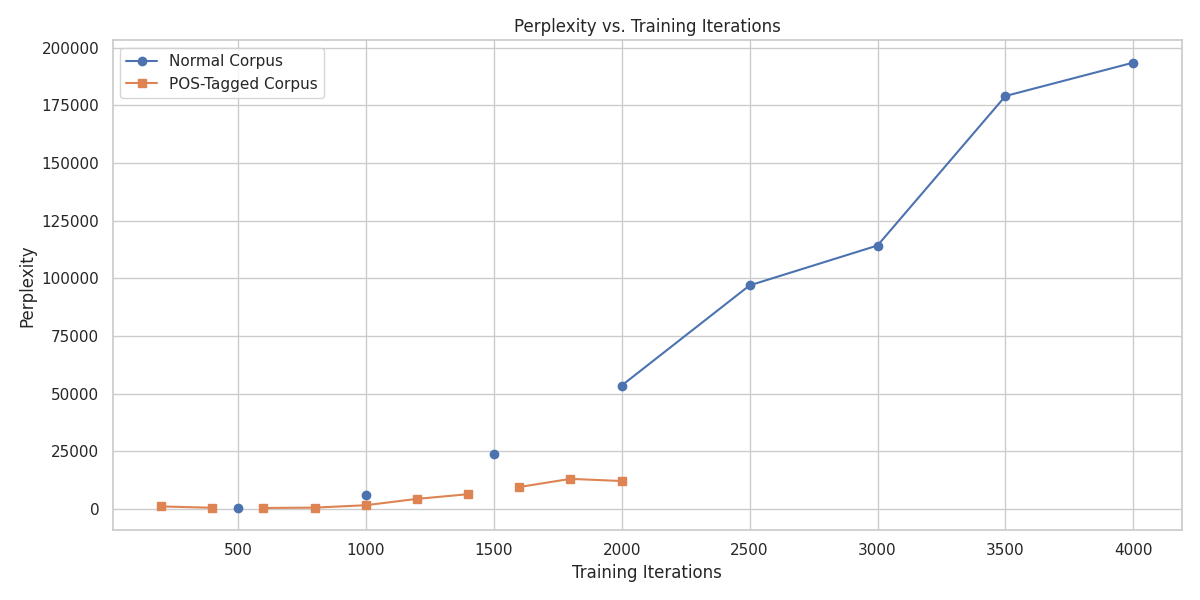 Perplexity vs. Training Iterations
Normal Corpus
POS-Tagged Corpus
Perplexity
200000
175000
150000
125000
100000
75000
50000
25000
0
500 1000 1500 2000 2500 3000 3500 4000
Training Iterations